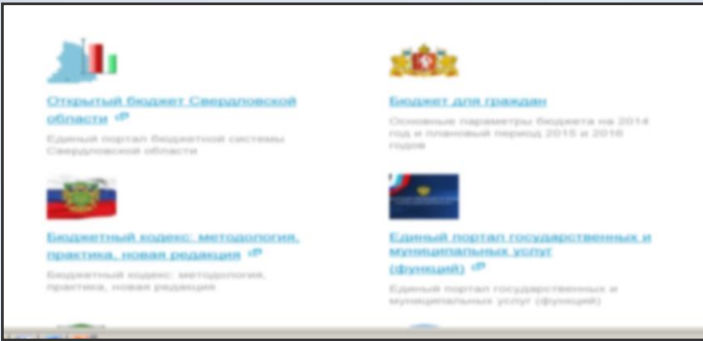 Открытый бюджет Свердловской
области
Единый портал бюджетной системы
Свердловской области
Бюджет для граждан
Основные параметры бюджета на 2014
год и плановый период 2015 и 2016
годов
Бюджетный кодекс: методология,
практика, новая редакция
Бюджетный кодекс: методология,
практика, новая редакция
Единый портал государственных и
муниципальных услуг
(функций)
Единый портал государственных и
муниципальных услуг (функций)